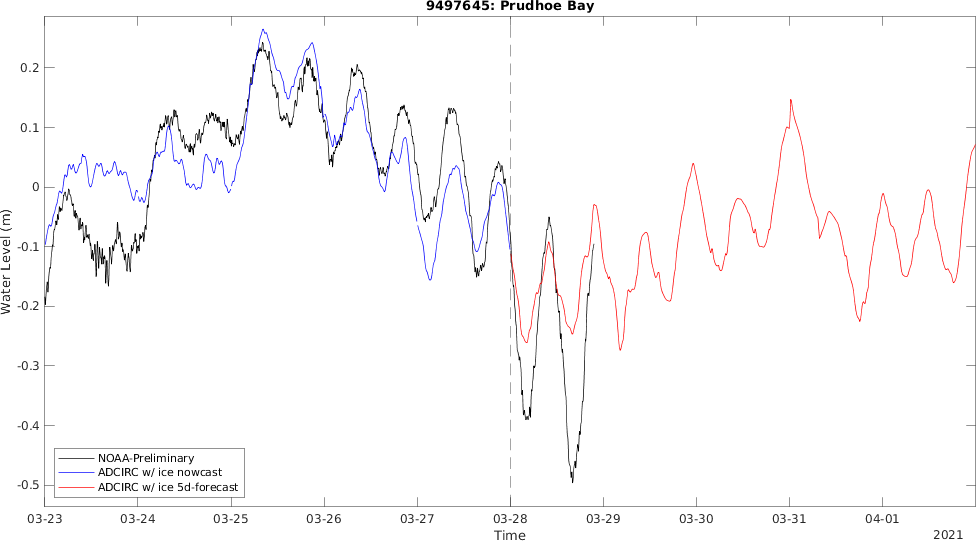 9497645: Prudhoe Bay
Water Level (m)
0.2
0.1
0
-0.1
-0.2
-0.3
-0.4
-0.5
NOAA-Preliminary
ADCIRC w/ ice nowcast
ADCIRC w/ ice 5d-forecast
03-23 03-24 03-25 03-26 03-27 03-28 03-29 03-30 03-31 04-01
Time
2021